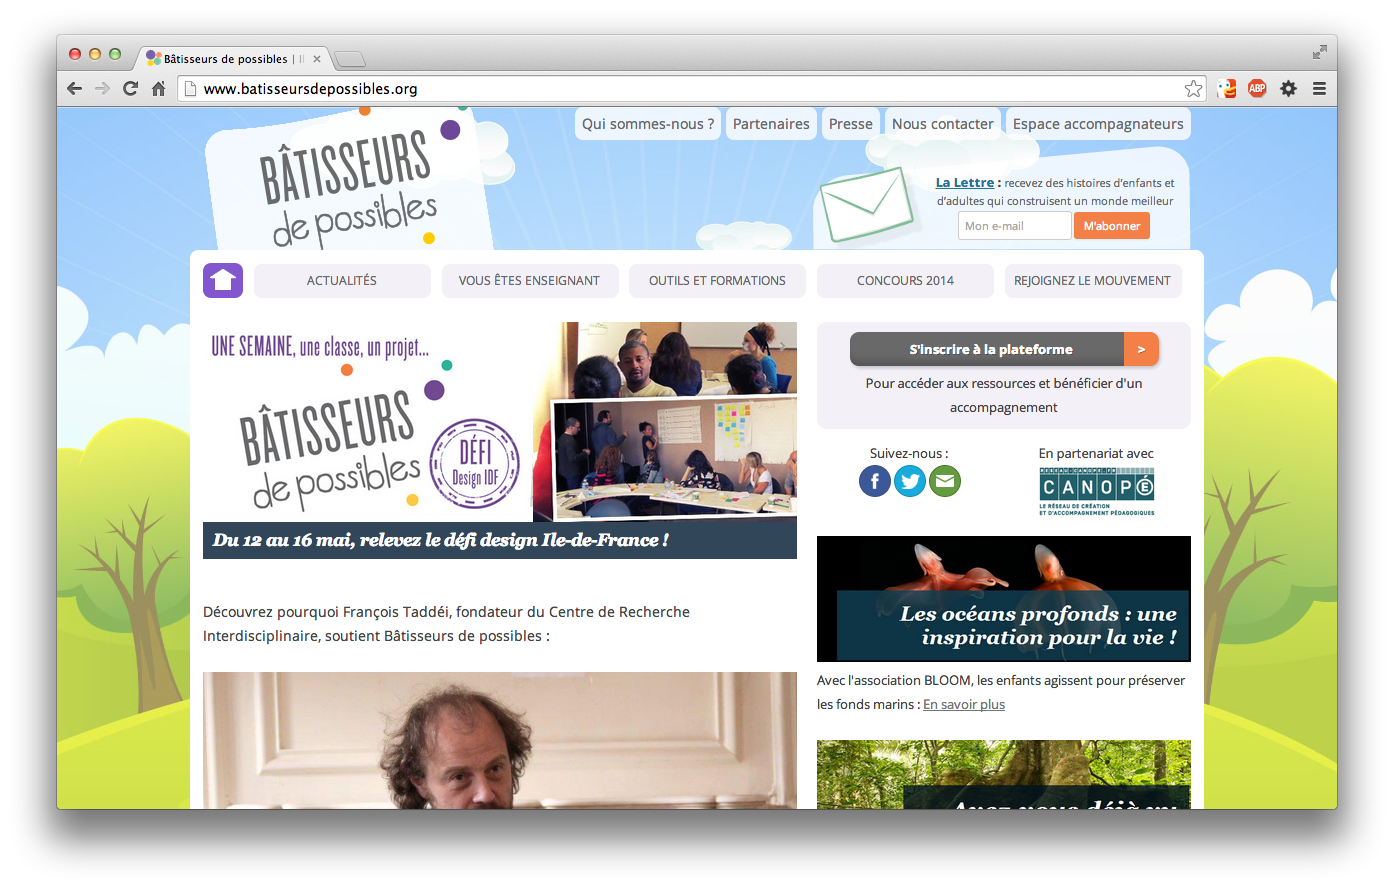 Bâtisseurs de possibles |
www.batisseursdepossibles.org
ABP
Qui sommes-nous ? Partenaires Presse Nous contacter Espace accompagnateurs
BÂTISSEURS
de possibles
La Lettre : recevez des histoires d'enfants et
d'adultes qui construisent un monde meilleur
Mon e-mail M'abonner
ACTUALITÉS VOUS ÊTES ENSEIGNANT OUTILS ET FORMATIONS CONCOURS 2014 REJOIGNEZ LE MOUVEMENT
UNE SEMAINE, une classe, un projet...
BÂTISSEURS
de possibles
DÉFI
Design IDF
Du 12 au 16 mai, relevez le défi design Ile-de-France !
Découvrez pourquoi François Taddéi, fondateur du Centre de Recherche
Interdisciplinaire, soutient Bâtisseurs de possibles :
S'inscrire à la plateforme >
Pour accéder aux ressources et bénéficier d'un
accompagnement
Suivez-nous :
En partenariat avec
CANOPÉ
LE RÉSEAU DE CRÉATION
ET D'ACCOMPAGNEMENT PÉDAGOGIQUES
Les océans profonds : une
inspiration pour la vie !
Avec l'association BLOOM, les enfants agissent pour préserver
les fonds marins : En savoir plus
Avez-vous déjà vu